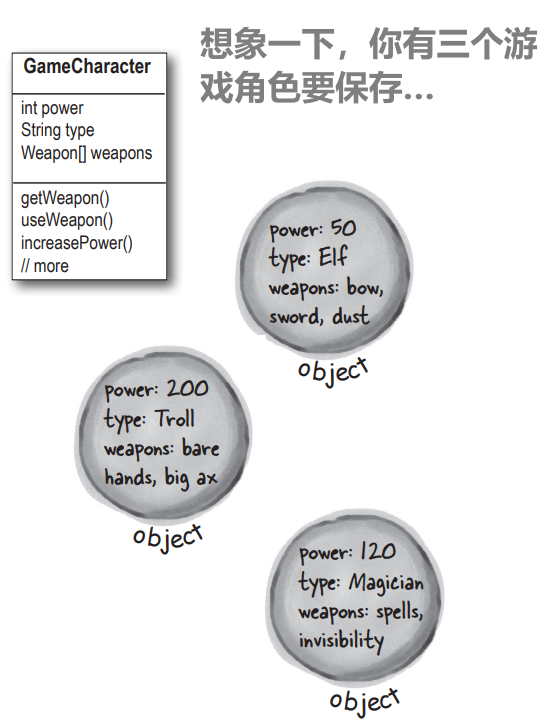 想象一下，你有三个游
戏角色要保存...
GameCharacter
int power
String type
Weapon[] weapons
getWeapon()
useWeapon()
increasePower()
// more
power: 50
type: Elf
weapons: bow,
sword, dust
object
power: 200
type: Troll
weapons: bare
hands, big ax
object
power: 120
type: Magician
weapons: spells,
invisibility
object